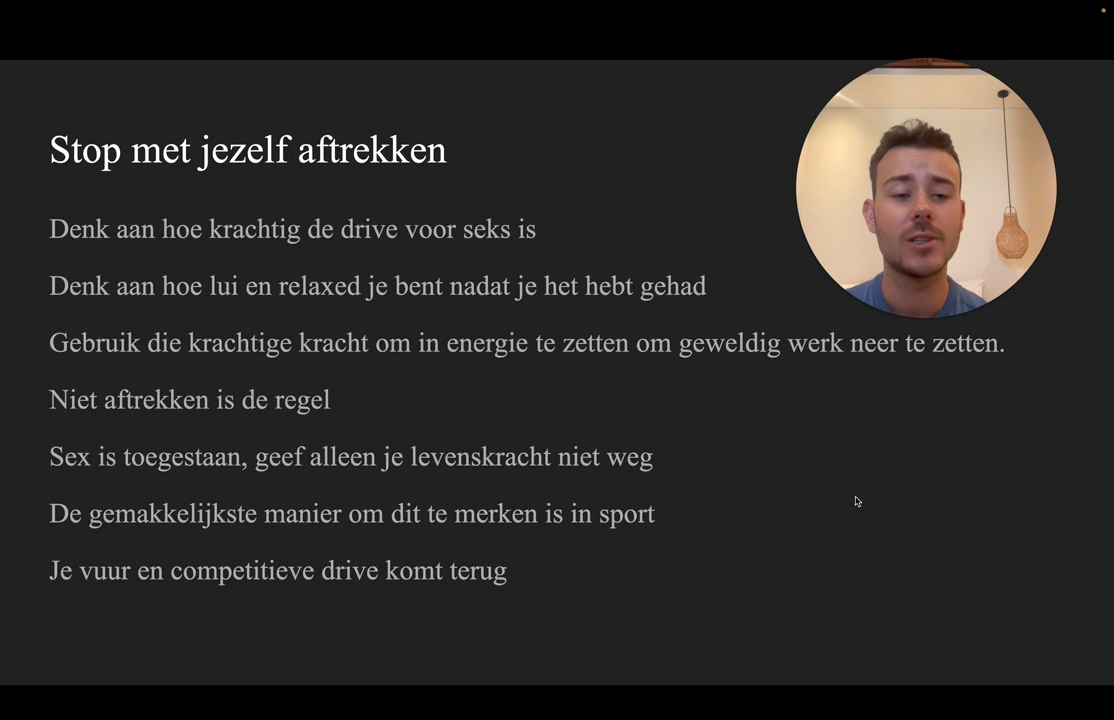 Stop met jezelf aftrekken
Denk aan hoe krachtig de drive voor seks is
Denk aan hoe lui en relaxed je bent nadat je het hebt gehad
Gebruik die krachtige kracht om in energie te zetten om geweldig werk neer te zetten.
Niet aftrekken is de regel
Sex is toegestaan, geef alleen je levenskracht niet weg
De gemakkelijkste manier om dit te merken is in sport
Je vuur en competitieve drive komt terug